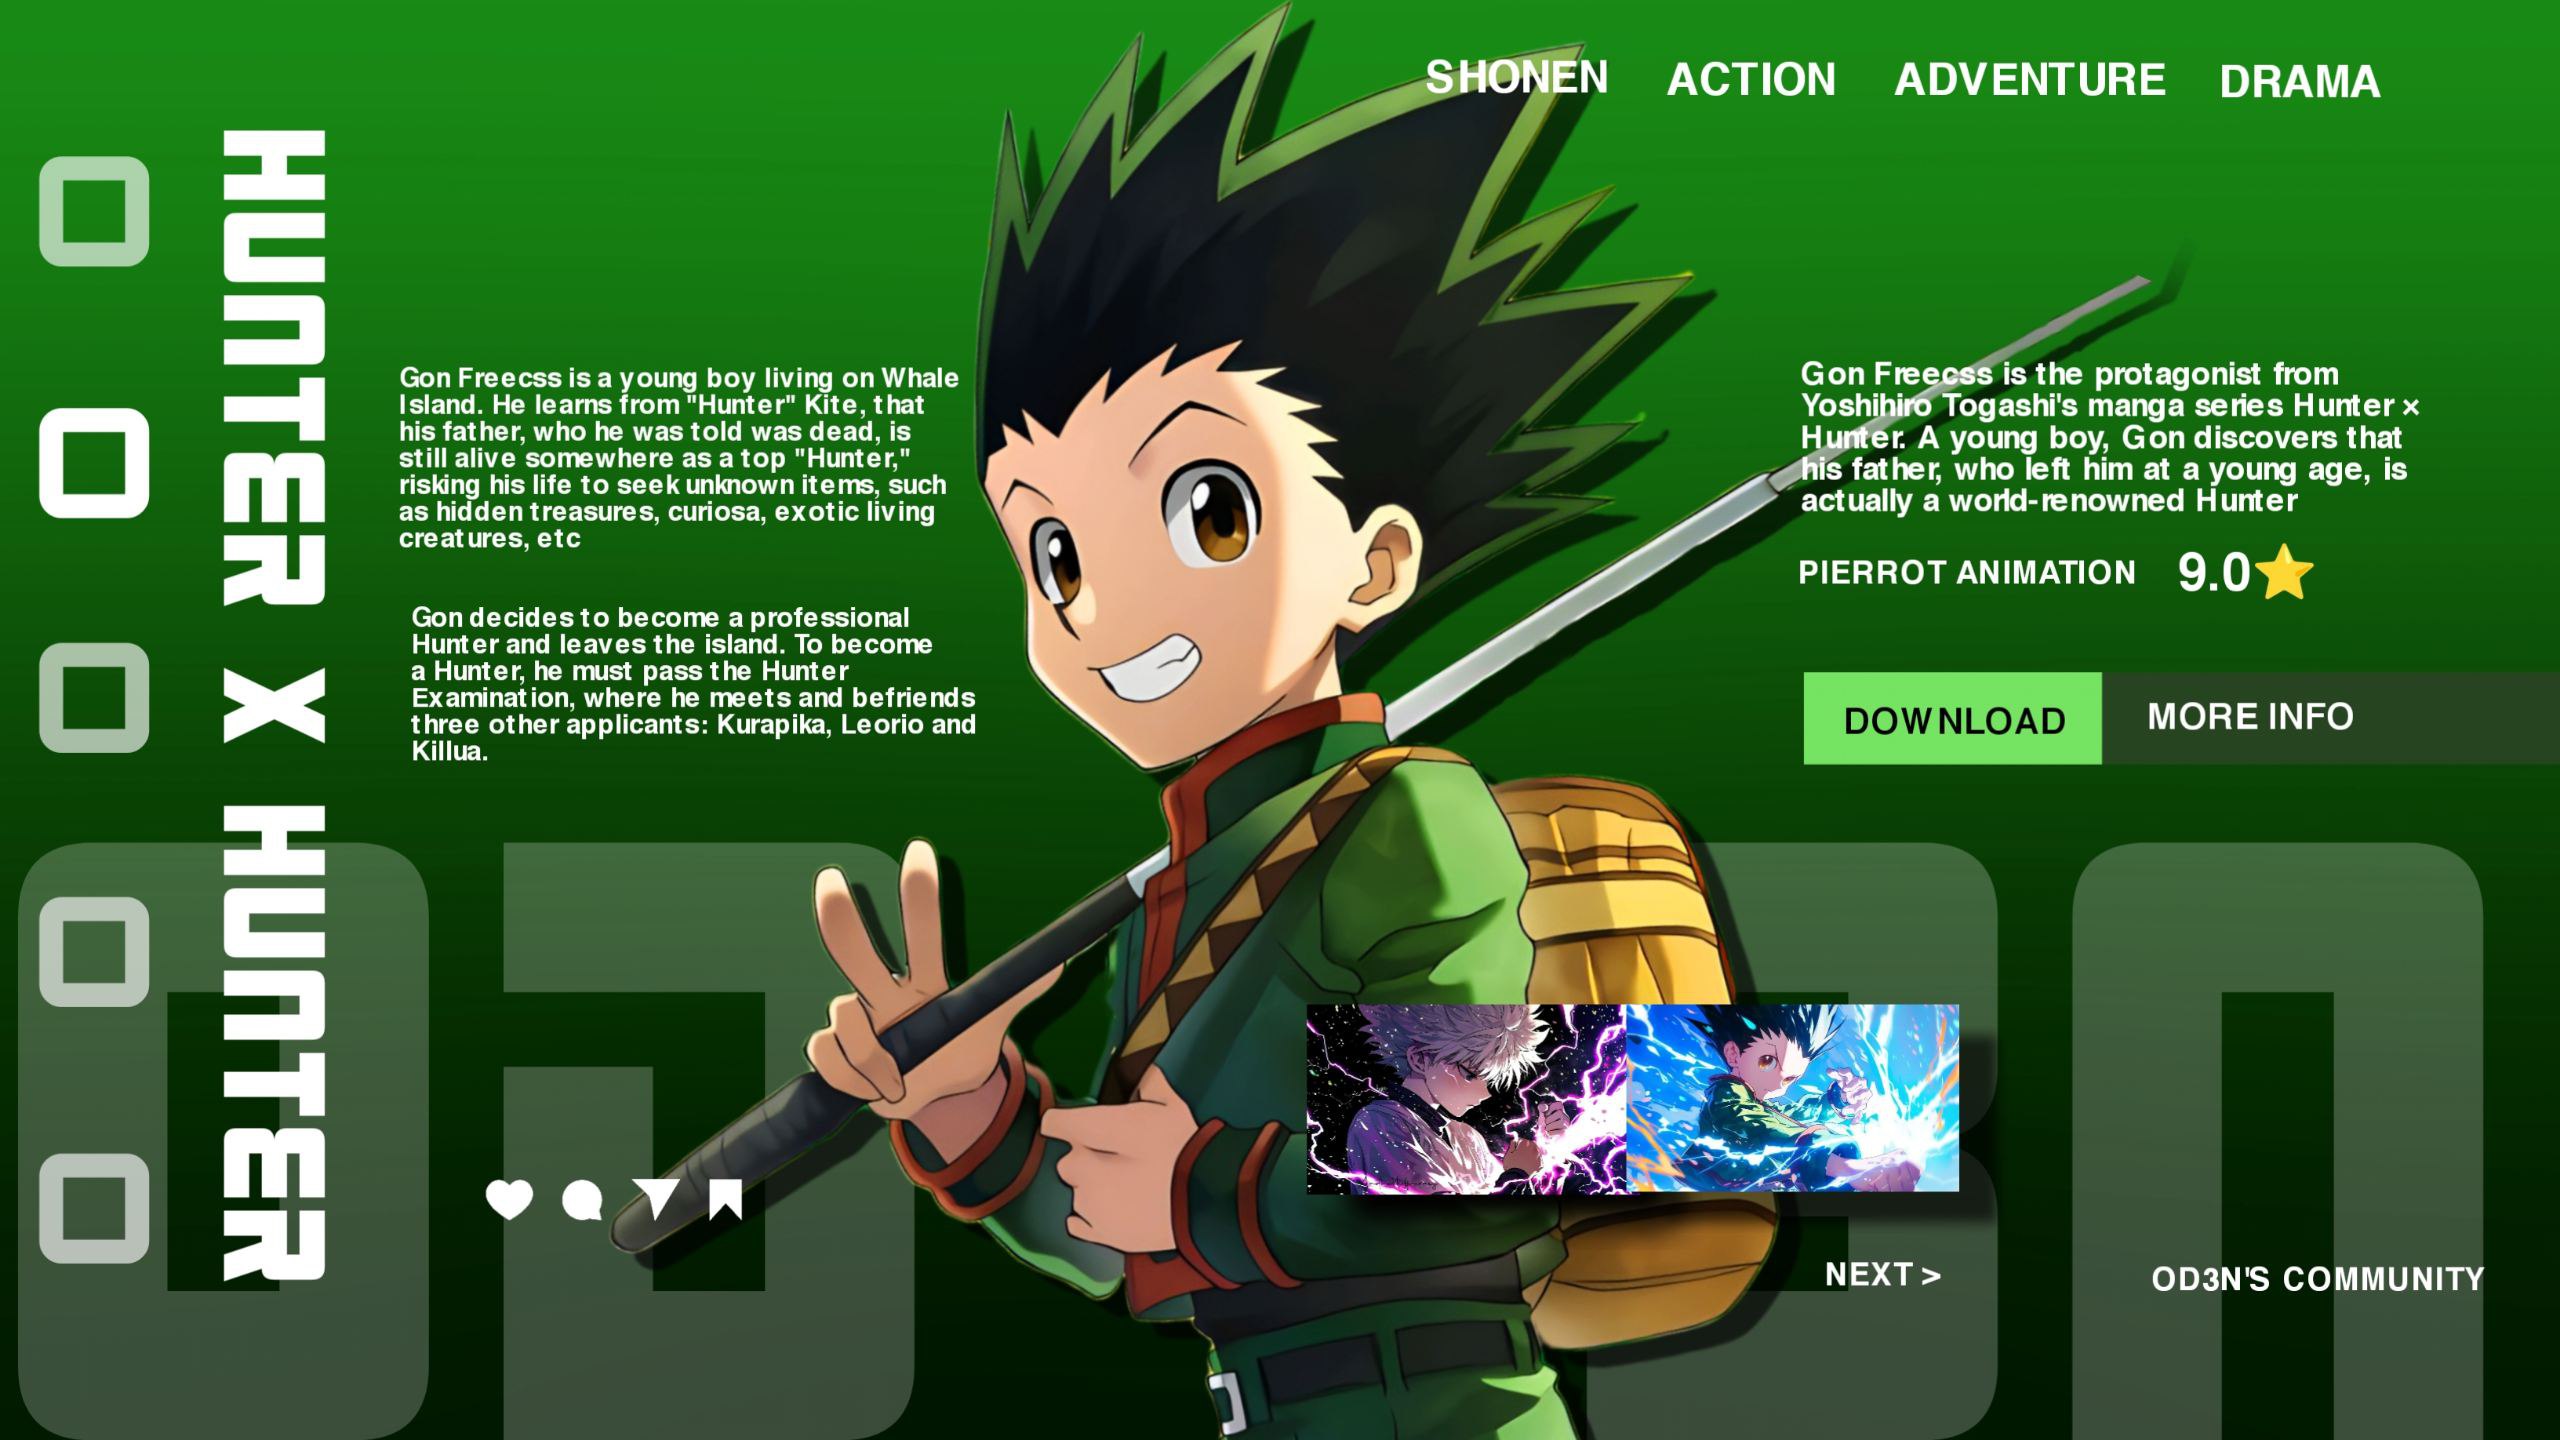 SHONEN ACTION ADVENTURE DRAMA
HUNTER X HUNTER
Gon Freecss is a young boy living on Whale
Island. He learns from "Hunter" Kite, that
his father, who he was told was dead, is
still alive somewhere as a top "Hunter,"
risking his life to seek unknown items, such
as hidden treasures, curiosa, exotic living
creatures, etc
Gon decides to become a professional
Hunter and leaves the island. To become
a Hunter, he must pass the Hunter
Examination, where he meets and befriends
three other applicants: Kurapika, Leorio and
Killua.
Gon Freecss is the protagonist from
Yoshihiro Togashi's manga series Hunter ×
Hunter. A young boy, Gon discovers that
his father, who left him at a young age, is
actually a world-renowned Hunter
PIERROT ANIMATION 9.0⭐
DOWNLOAD MORE INFO
NEXT >
OD3N'S COMMUNITY